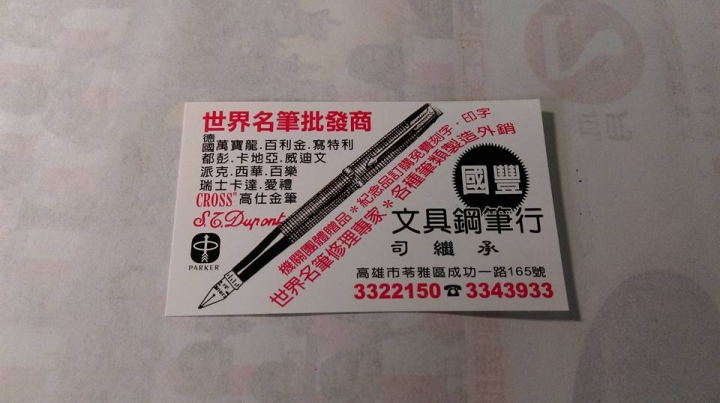 世界名筆批發商
德國萬寶龍.百利金.寫特利
都彭.卡地亞.威迪文
派克.西華.百樂
瑞士卡達.愛禮
CROSS 高仕金筆
S.T.Dupont
PARKER
機關團體贈品＊紀念品訂購免費刻字．印字
世界名筆修理專家＊各種筆類製造外銷
國豐
文具鋼筆行
司繼承
高雄市苓雅區成功一路165號
3322150☎3343933